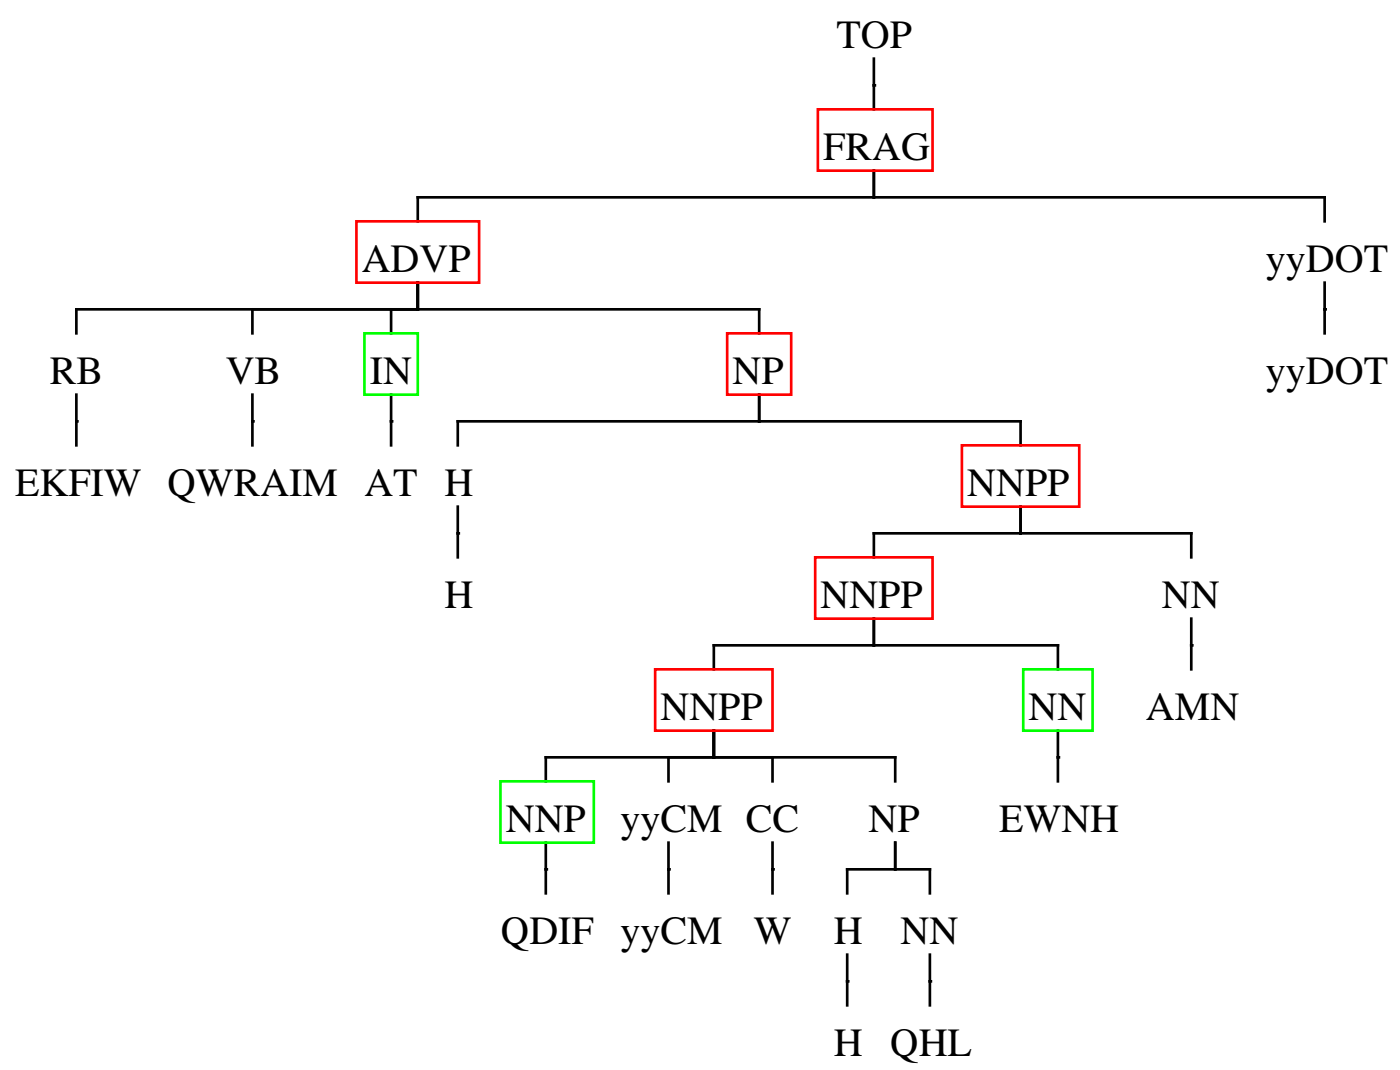 TOP
FRAG
ADVP yyDOT
RB VB IN NP yyDOT
EKFIW QWRAIM AT H NNPP
H NNPP NN
NNPP NN AMN
NNP yyCM CC NP EWNH
QDIF yyCM W H NN
H QHL